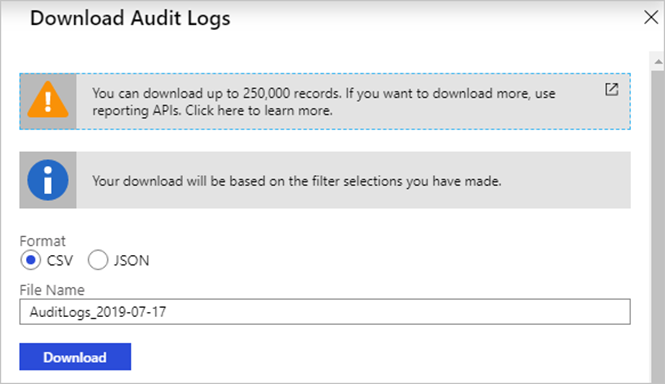 Download Audit Logs
You can download up to 250,000 records. If you want to download more, use
reporting APIs. Click here to learn more.
Your download will be based on the filter selections you have made.
Format
CSV JSON
File Name
AuditLogs_2019-07-17
Download